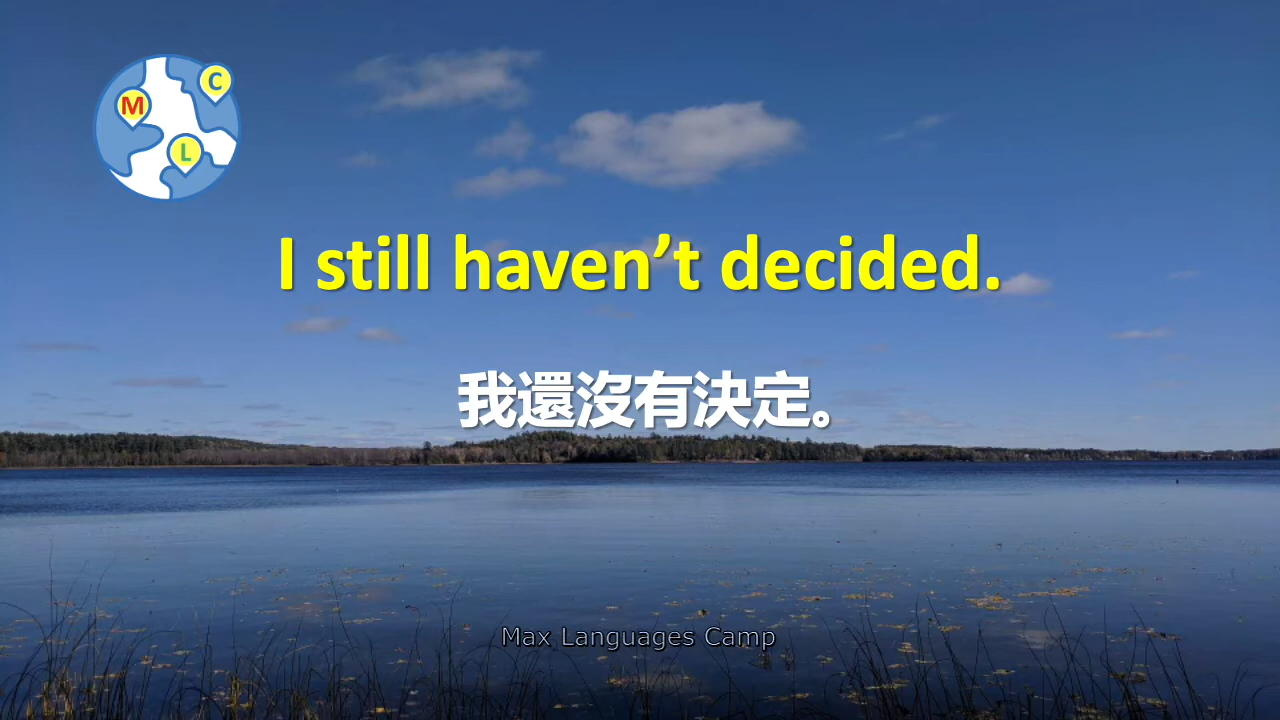 C
M
L
I still haven’t decided.
我還沒有決定。
Max Languages Camp